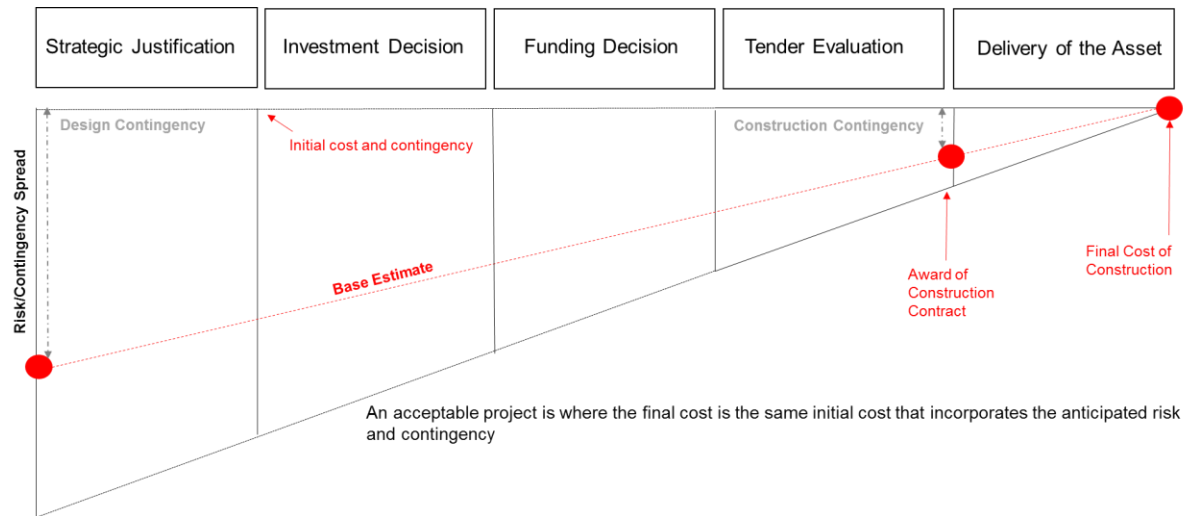 Strategic Justification
Investment Decision
Funding Decision
Tender Evaluation
Delivery of the Asset
Design Contingency
Construction Contingency
Initial cost and contingency
Risk/Contingency Spread
Base Estimate
Award of
Construction
Contract
Final Cost of
Construction
An acceptable project is where the final cost is the same initial cost that incorporates the anticipated risk
and contingency